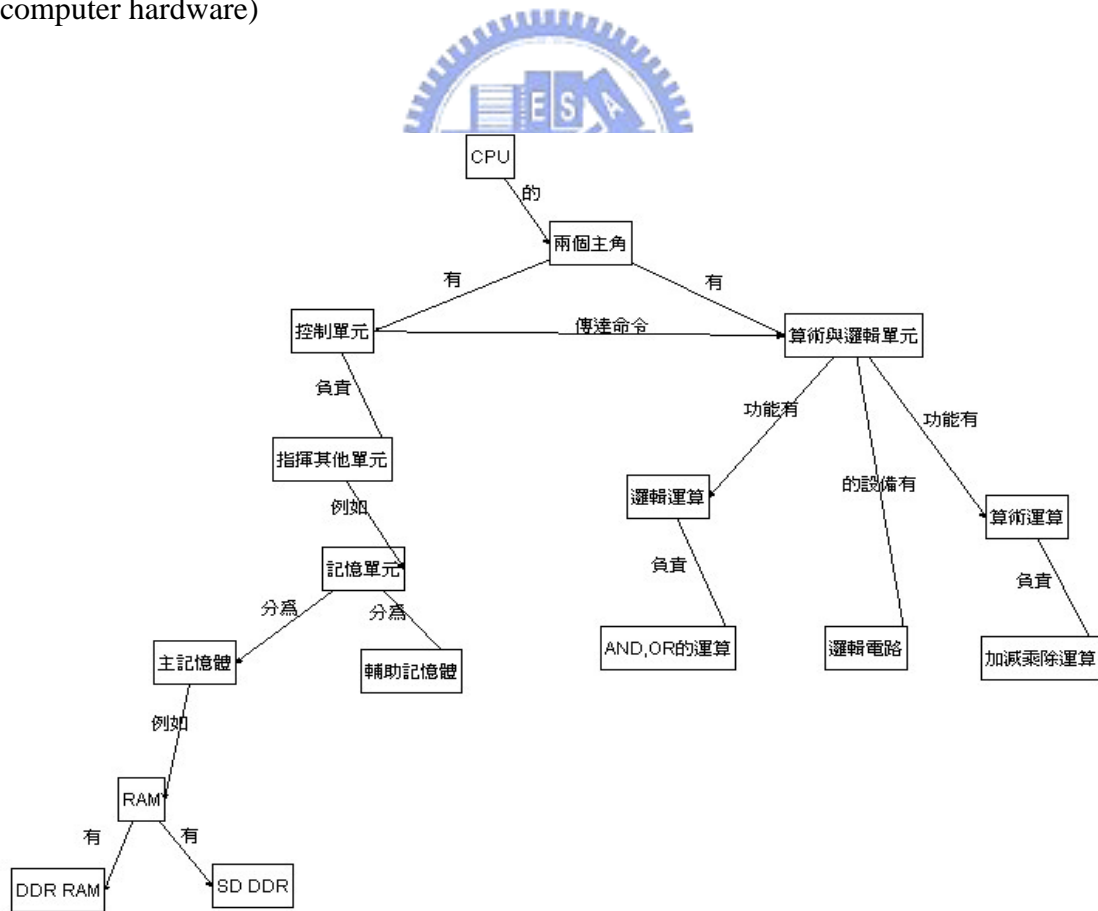 computer hardware)
E S A
CPU
的
兩個主角
有
有
控制單元
傳達命令
算術與邏輯單元
負責
功能有
功能有
指揮其他單元
的設備有
邏輯運算
例如
算術運算
記憶單元
負責
負責
分爲
分爲
主記憶體
輔助記憶體
AND,OR的運算
邏輯電路
加減乘除運算
例如
RAM
有
有
DDR RAM
SD DDR